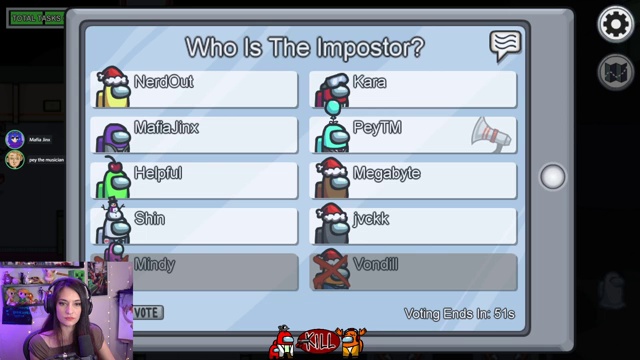 TOTAL TASKS
Who Is The Impostor?
NerdOut
Kara
MafiaJinx
PeyTM
Helpful
Megabyte
Shin
jvckk
Mindy
Vondill
Mafia Jinx
pey the musician
VOTE
Voting Ends In: 51s
KILL